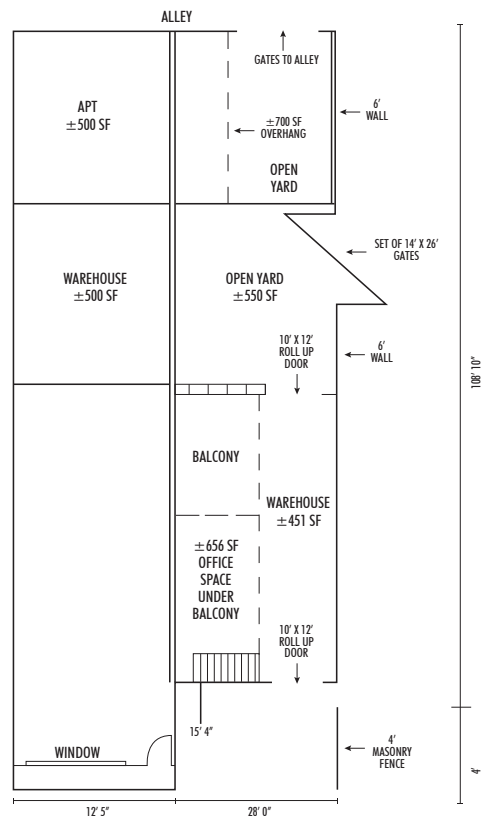 ALLEY
GATES TO ALLEY
APT
±500 SF
6'
WALL
±700 SF
OVERHANG
OPEN
YARD
SET OF 14' X 26'
GATES
WAREHOUSE
±500 SF
OPEN YARD
±550 SF
10' X 12'
ROLL UP
DOOR
6'
WALL
108' 10"
BALCONY
WAREHOUSE
±451 SF
±656 SF
OFFICE
SPACE
UNDER
BALCONY
10' X 12'
ROLL UP
DOOR
15' 4"
WINDOW
4'
MASONRY
FENCE
4'
12' 5"
28' 0"